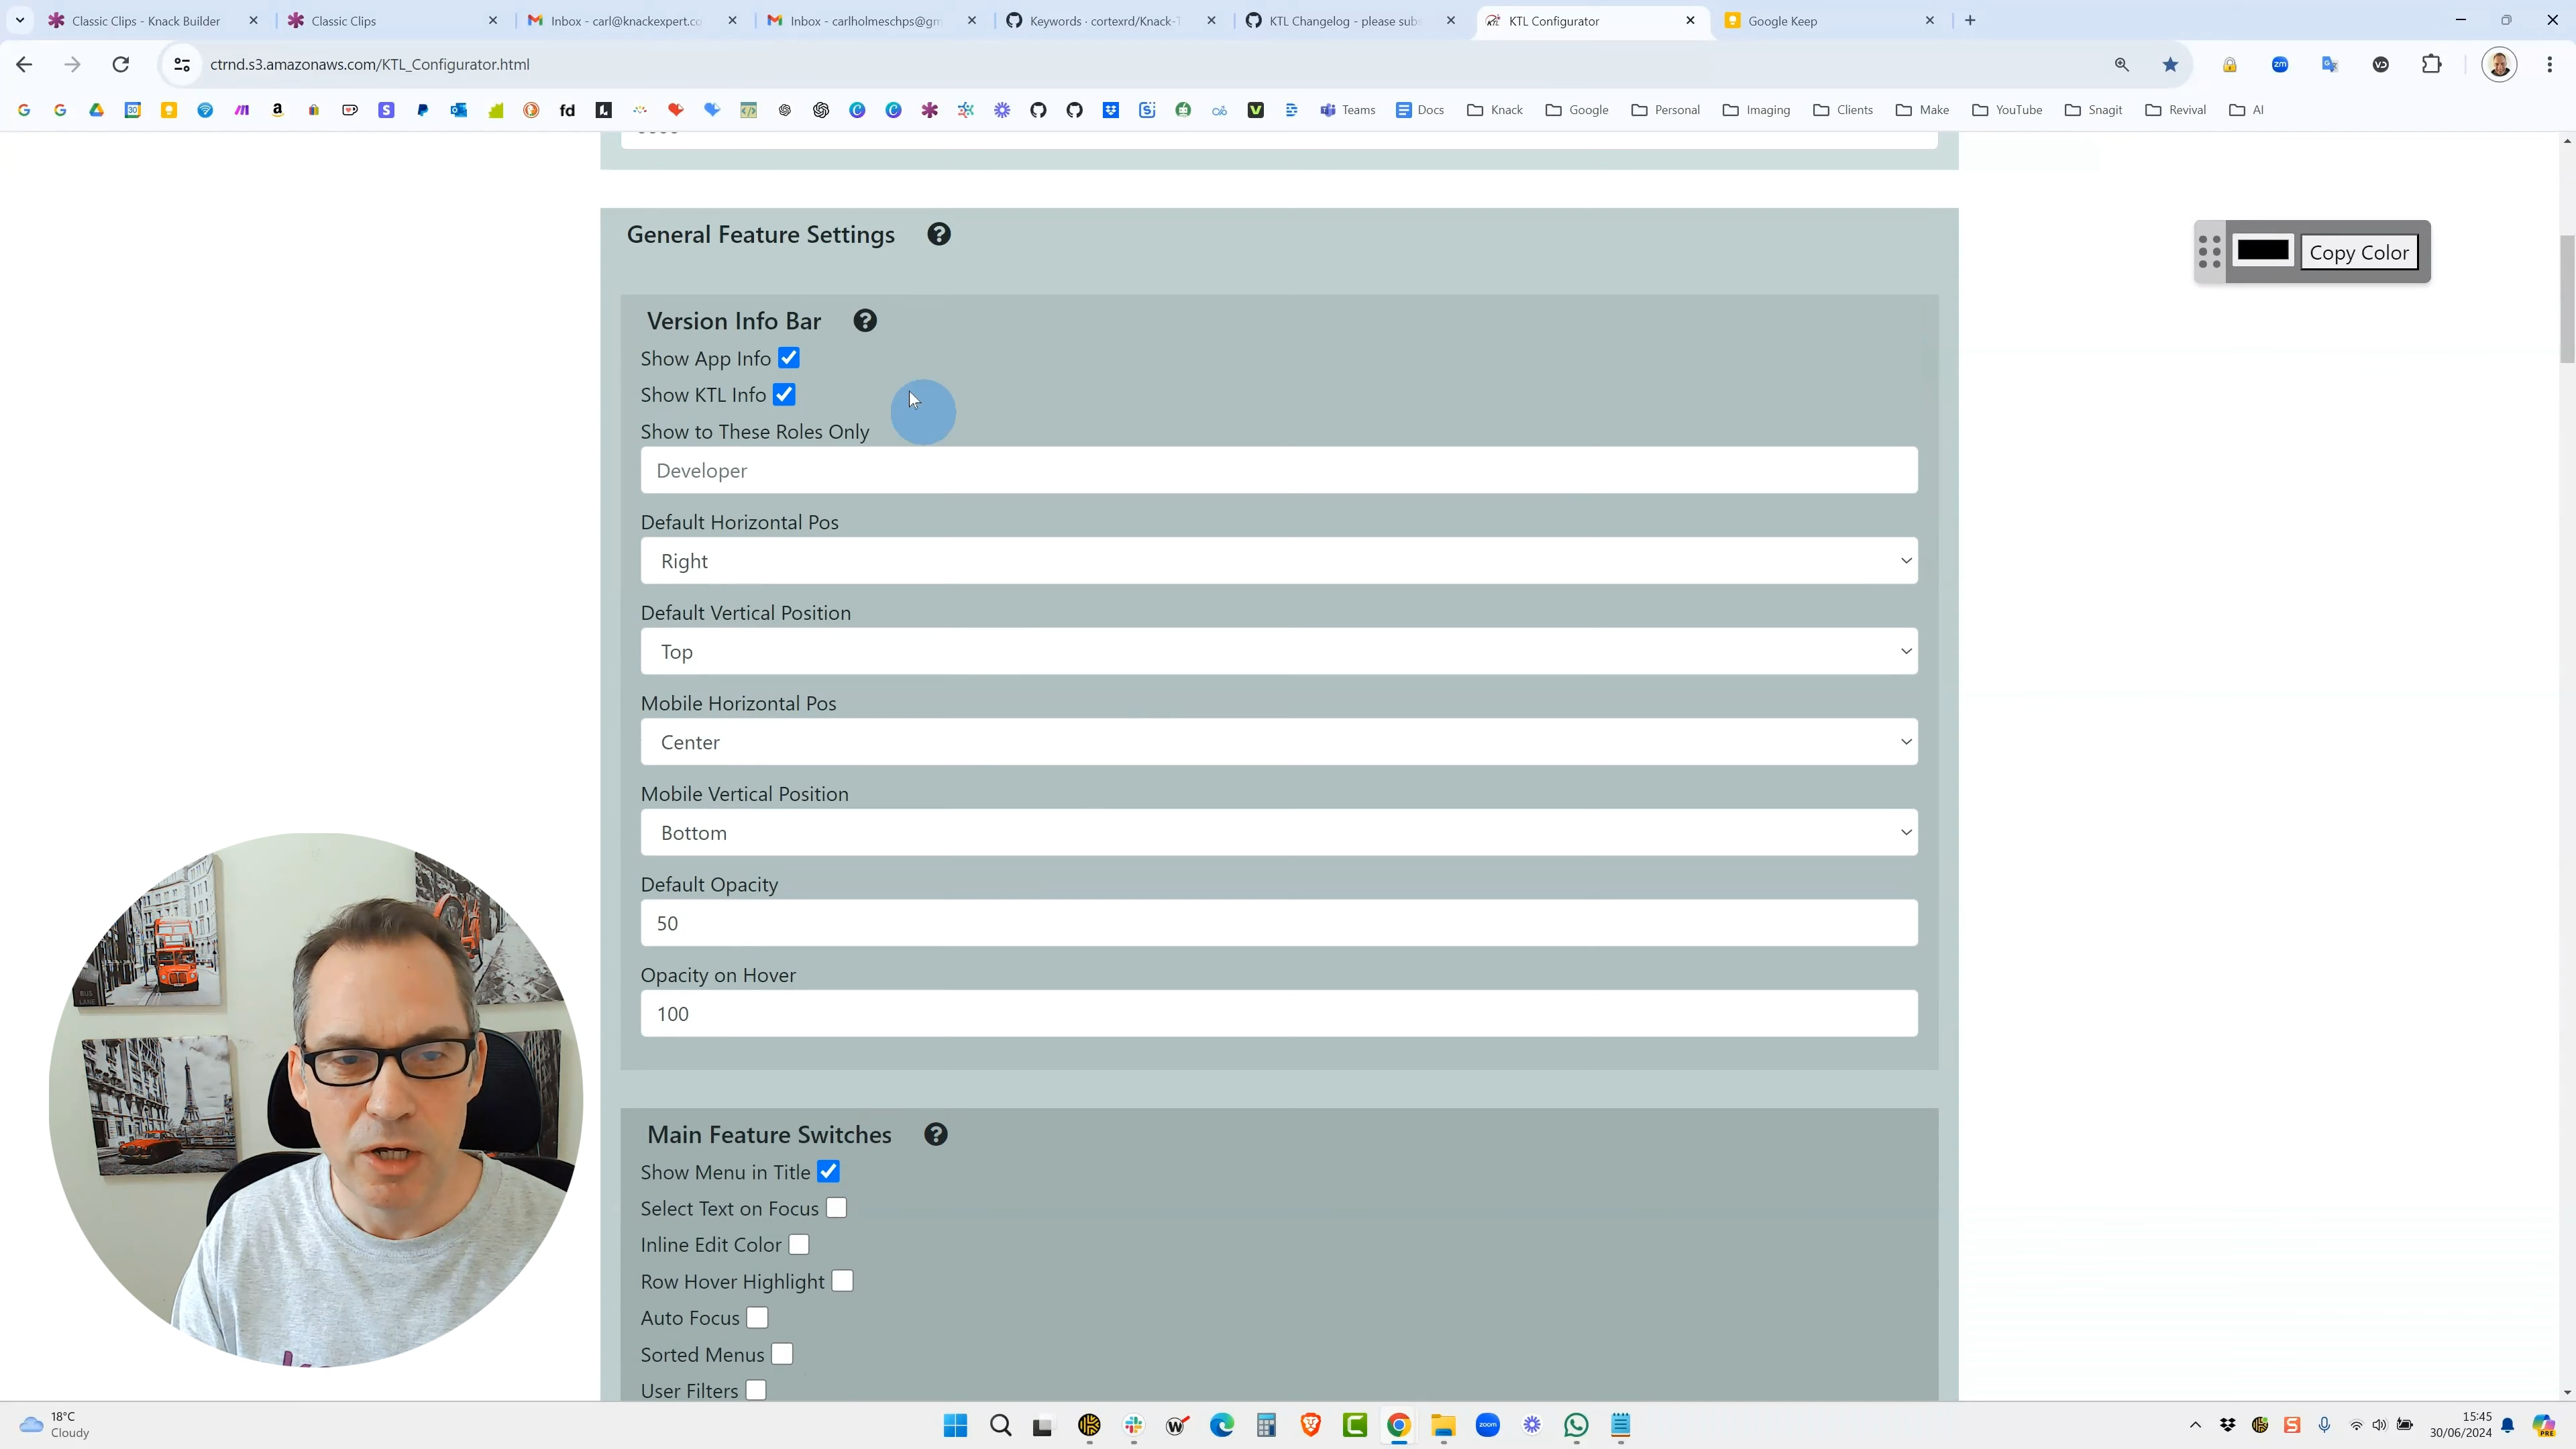 Classic Clips - Knack Builder
Classic Clips
Inbox - carl@knackexpert.co
Inbox - carlholmeschps@gm
Keywords · cortexrd/Knack-T
KTL Changelog - please subs
KTL Configurator
Google Keep
ctrnd.s3.amazonaws.com/KTL_Configurator.html
fd
Teams
Docs
Knack
Google
Personal
Imaging
Clients
Make
YouTube
Snagit
Revival
AI
General Feature Settings
Copy Color
Version Info Bar
Show App Info
Show KTL Info
Show to These Roles Only
Developer
Default Horizontal Pos
Right
Default Vertical Position
Top
Mobile Horizontal Pos
Center
Mobile Vertical Position
Bottom
Default Opacity
50
Opacity on Hover
100
Main Feature Switches
Show Menu in Title
Select Text on Focus
Inline Edit Color
Row Hover Highlight
Auto Focus
Sorted Menus
User Filters
18°C
Cloudy
zoom
15:45
30/06/2024
PRE